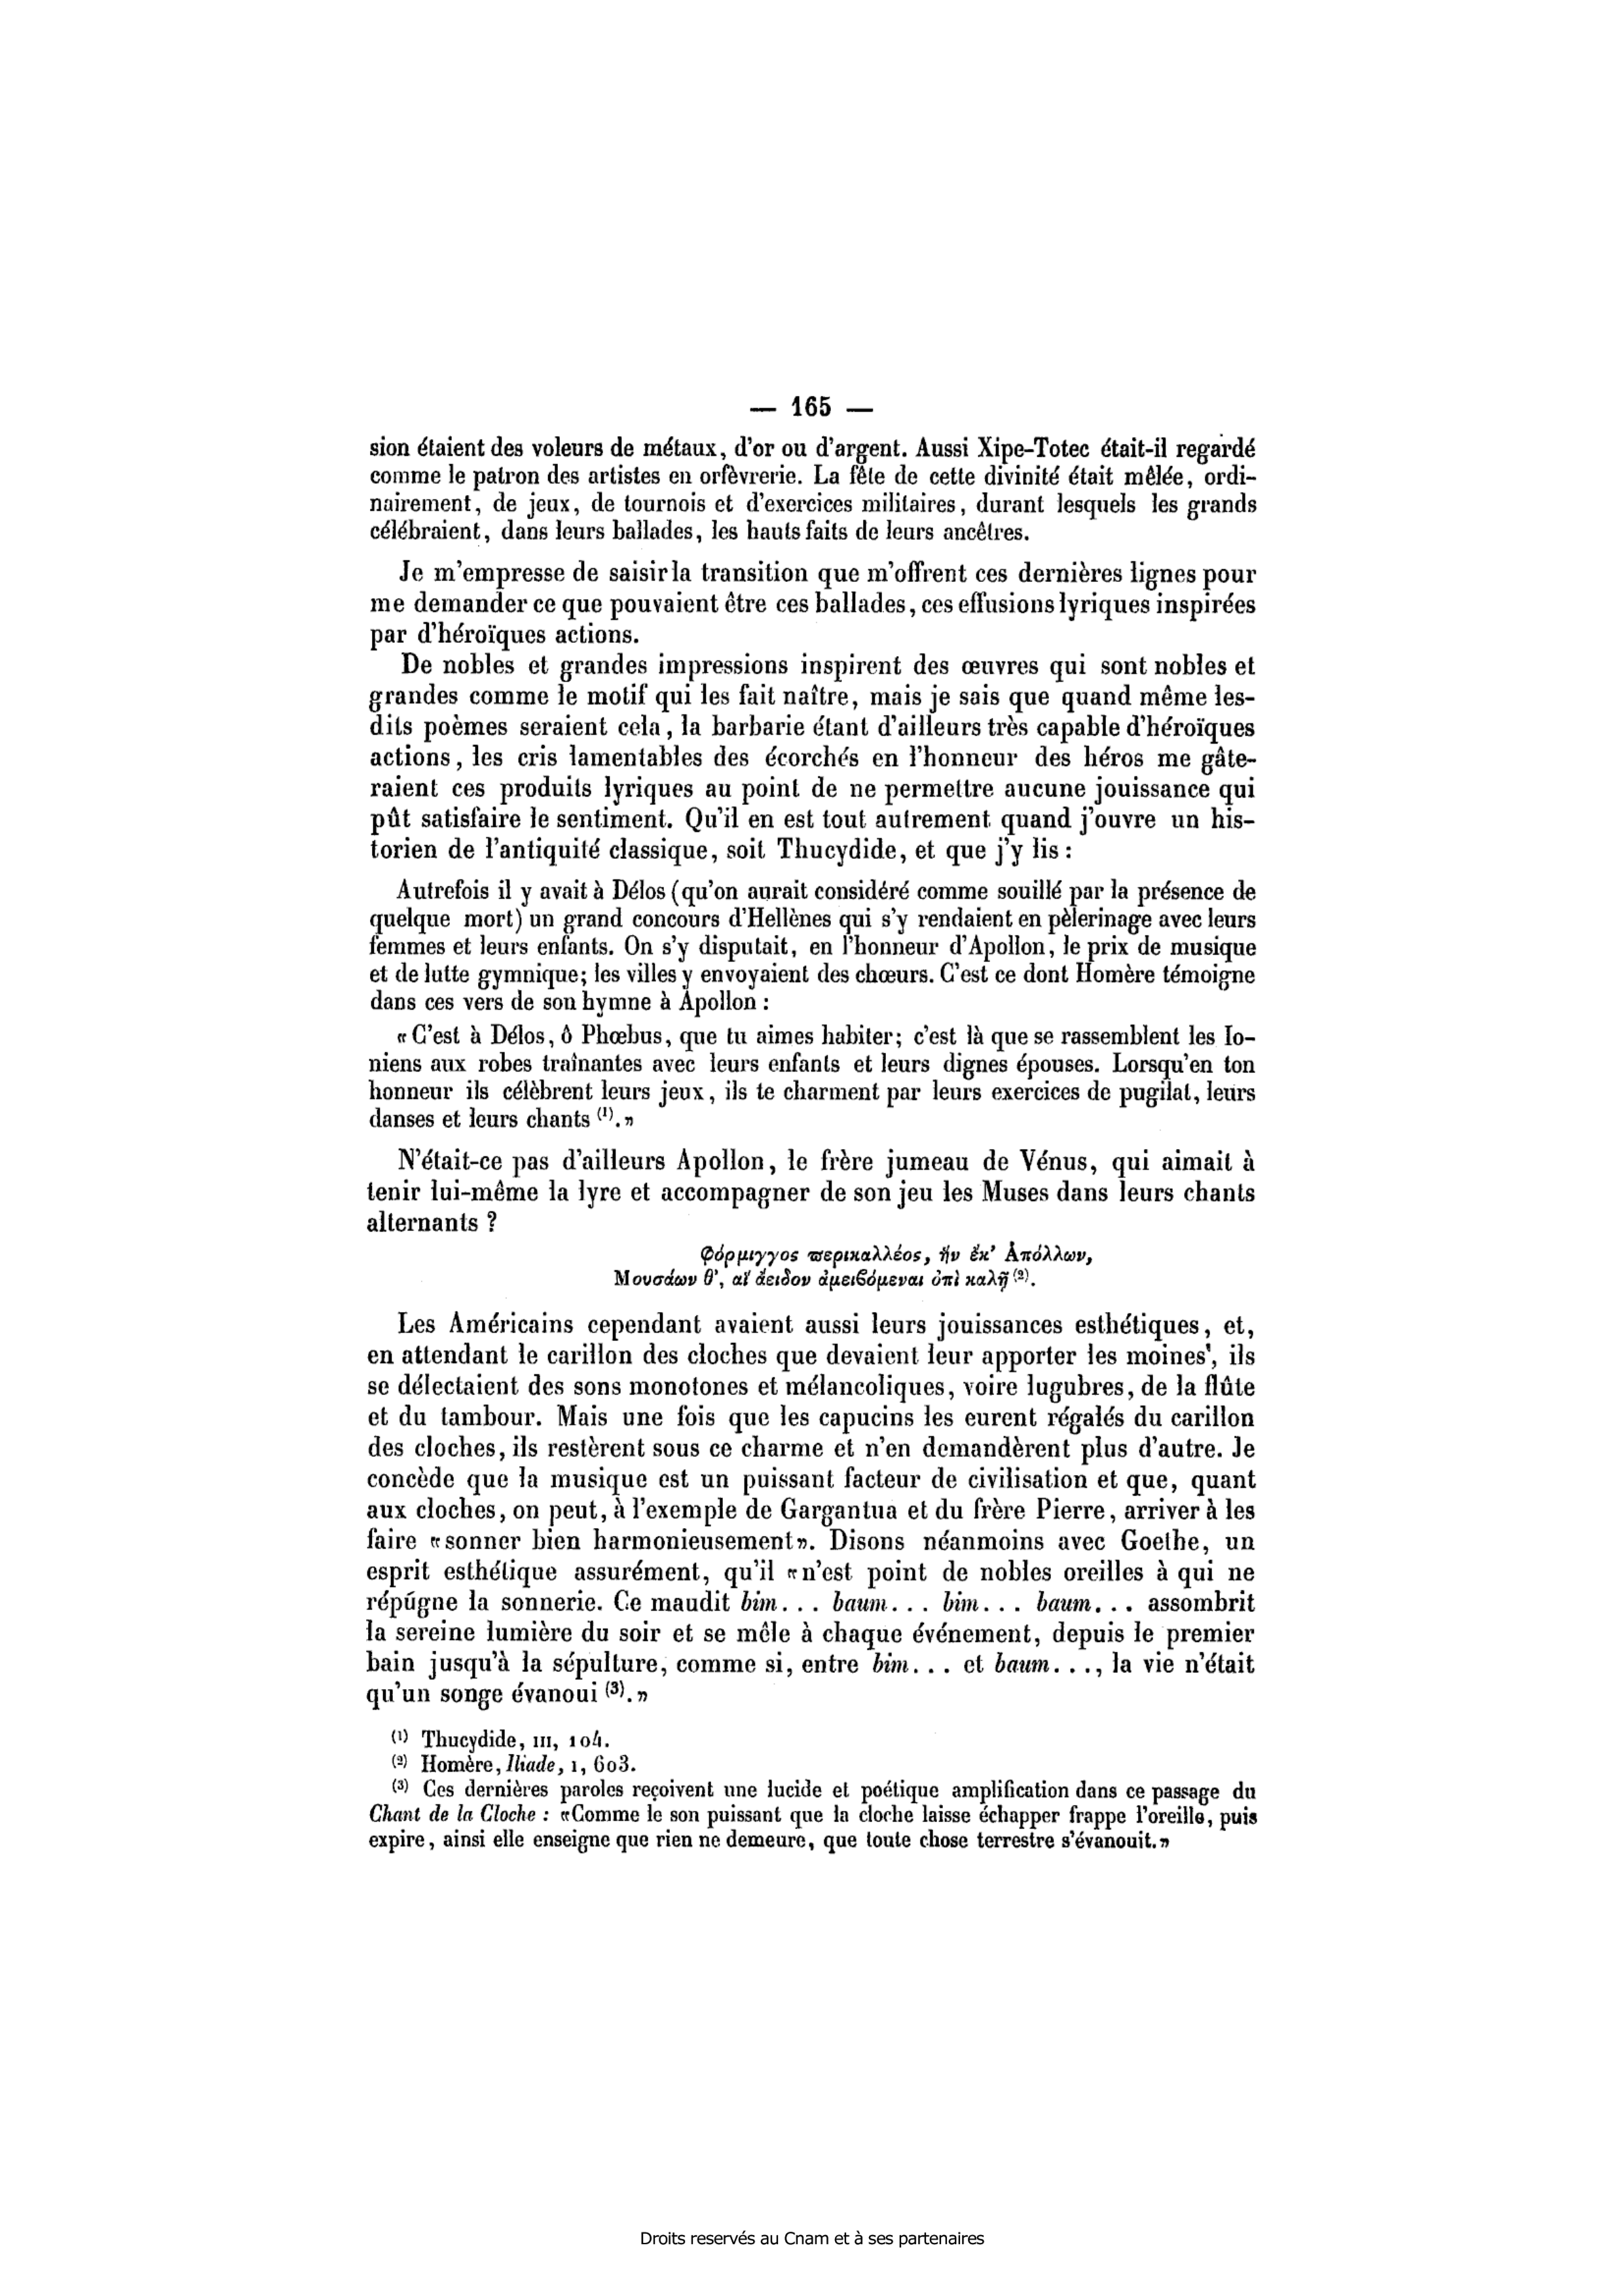 — 165 —
sion étaient des voleurs de métaux, d'or ou d'argent. Aussi Xipe-Totec était-il regardé
comme le patron des artistes en orfèvrerie. La fête de cette divinité était mêlée, ordi-
nairement, de jeux, de tournois et d'exercices militaires, durant lesquels les grands
célébraient, dans leurs ballades, les hauts faits de leurs ancêtres.
Je m'empresse de saisir la transition que m'offrent ces dernières lignes pour
me demander ce que pouvaient être ces ballades, ces effusions lyriques inspirées
par d'héroïques actions.
De nobles et grandes impressions inspirent des œuvres qui sont nobles et
grandes comme le motif qui les fait naître, mais je sais que quand même les-
dits poèmes seraient cela, la barbarie étant d'ailleurs très capable d'héroïques
actions, les cris lamentables des écorchés en l'honneur des héros me gâte-
raient ces produits lyriques au point de ne permettre aucune jouissance qui
pût satisfaire le sentiment. Qu'il en est tout autrement quand j'ouvre un his-
torien de l'antiquité classique, soit Thucydide, et que j'y lis :
Autrefois il y avait à Délos (qu'on aurait considéré comme souillé par la présence de
quelque mort) un grand concours d'Hellènes qui s'y rendaient en pèlerinage avec leurs
femmes et leurs enfants. On s'y disputait, en l'honneur d'Apollon, le prix de musique
et de lutte gymnique; les villes y envoyaient des chœurs. C'est ce dont Homère témoigne
dans ces vers de son hymne à Apollon :
« C'est à Délos, ô Phœbus, que tu aimes habiter; c'est là que se rassemblent les Io-
niens aux robes traînantes avec leurs enfants et leurs dignes épouses. Lorsqu'en ton
honneur ils célèbrent leurs jeux, ils te charment par leurs exercices de pugilat, leurs
danses et leurs chants (1). »
N'était-ce pas d'ailleurs Apollon, le frère jumeau de Vénus, qui aimait à
tenir lui-même la lyre et accompagner de son jeu les Muses dans leurs chants
alternants ?
Φόρμιγγος ϖερικαλλέος, ἥν ἐκ' Ἀπόλλων,
Μουσάων θ', αἵ ἄειδον ἀμειϐόμεναι ὀπὶ καλῇ (2).
Les Américains cependant avaient aussi leurs jouissances esthétiques, et,
en attendant le carillon des cloches que devaient leur apporter les moines', ils
se délectaient des sons monotones et mélancoliques, voire lugubres, de la flûte
et du tambour. Mais une fois que les capucins les eurent régalés du carillon
des cloches, ils restèrent sous ce charme et n'en demandèrent plus d'autre. Je
concède que la musique est un puissant facteur de civilisation et que, quant
aux cloches, on peut, à l'exemple de Gargantua et du frère Pierre, arriver à les
faire « sonner bien harmonieusement ». Disons néanmoins avec Goethe, un
esprit esthétique assurément, qu'il « n'est point de nobles oreilles à qui ne
répúgne la sonnerie. Ce maudit bim... baum... bim... baum... assombrit
la sereine lumière du soir et se mêle à chaque événement, depuis le premier
bain jusqu'à la sépulture, comme si, entre bim... et baum..., la vie n'était
qu'un songe évanoui (3). »
(1) Thucydide, III, 104.
(2) Homère, Iliade, I, 603.
(3) Ces dernières paroles reçoivent une lucide et poétique amplification dans ce passage du
Chant de la Cloche : « Comme le son puissant que la cloche laisse échapper frappe l'oreille, puis
expire, ainsi elle enseigne que rien ne demeure, que toute chose terrestre s'évanouit. »
Droits reservés au Cnam et à ses partenaires